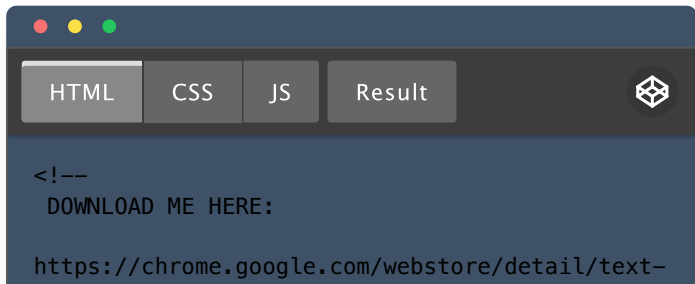 HTML CSS JS Result
<!--
DOWNLOAD ME HERE:
https://chrome.google.com/webstore/detail/text-